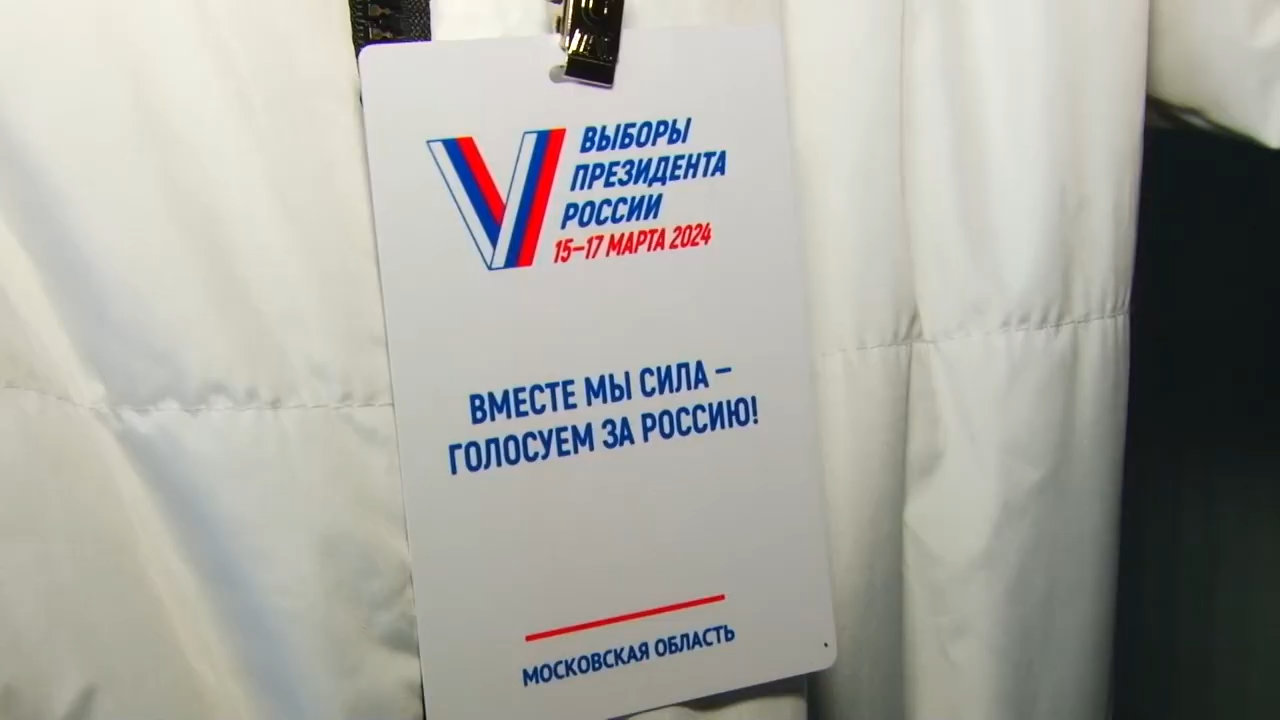 ВЫБОРЫ
ПРЕЗИДЕНТА
РОССИИ
15–17 МАРТА 2024
ВМЕСТЕ МЫ СИЛА –
ГОЛОСУЕМ ЗА РОССИЮ!
МОСКОВСКАЯ ОБЛАСТЬ